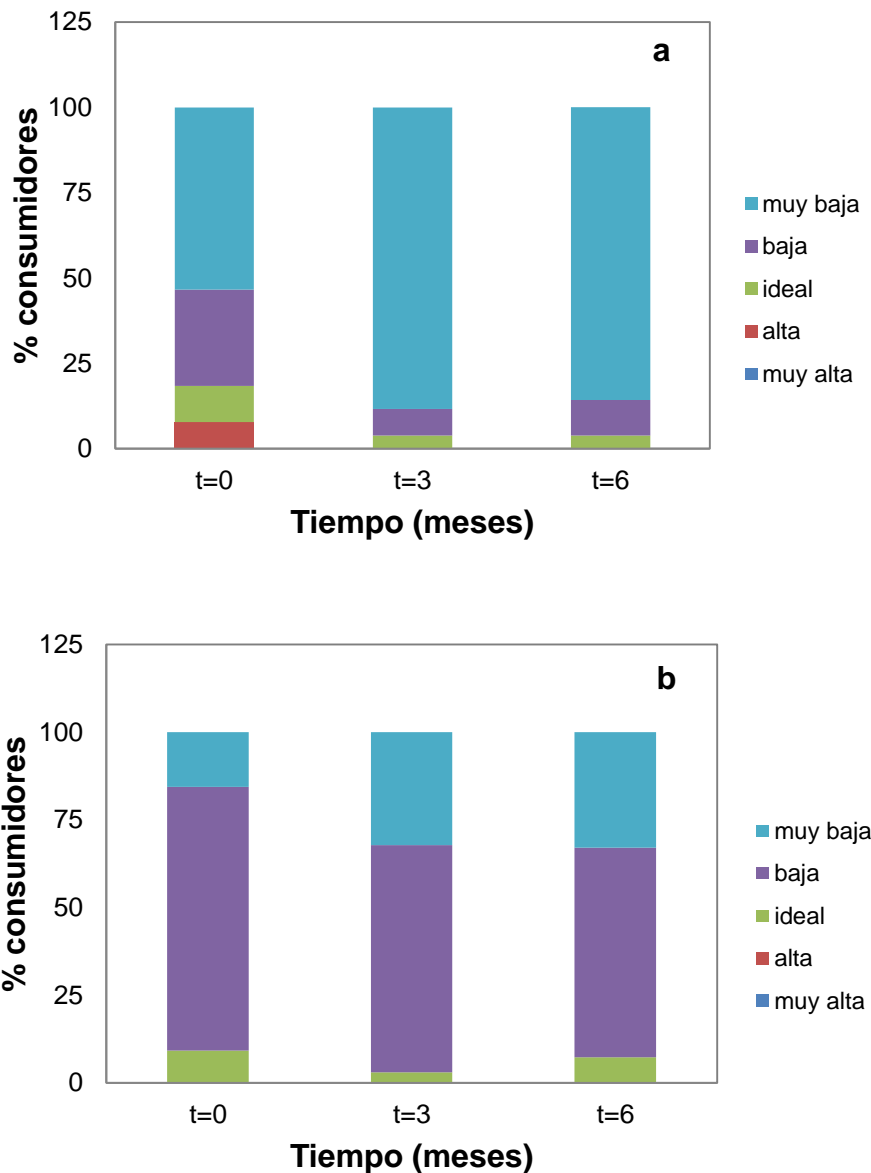 125
a
100
75
50
25
0
% consumidores
muy baja
baja
ideal
alta
muy alta
t=0 t=3 t=6
Tiempo (meses)
125
b
100
75
50
25
0
% consumidores
muy baja
baja
ideal
alta
muy alta
t=0 t=3 t=6
Tiempo (meses)